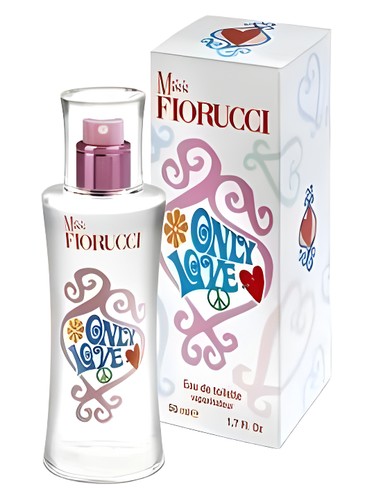 Miss
FIORUCCI
ONLY
LOVE
Eau de toilette
vaporisateur
50 ml e 1.7 Fl. Oz
Miss
FIORUCCI
ONLY
LOVE